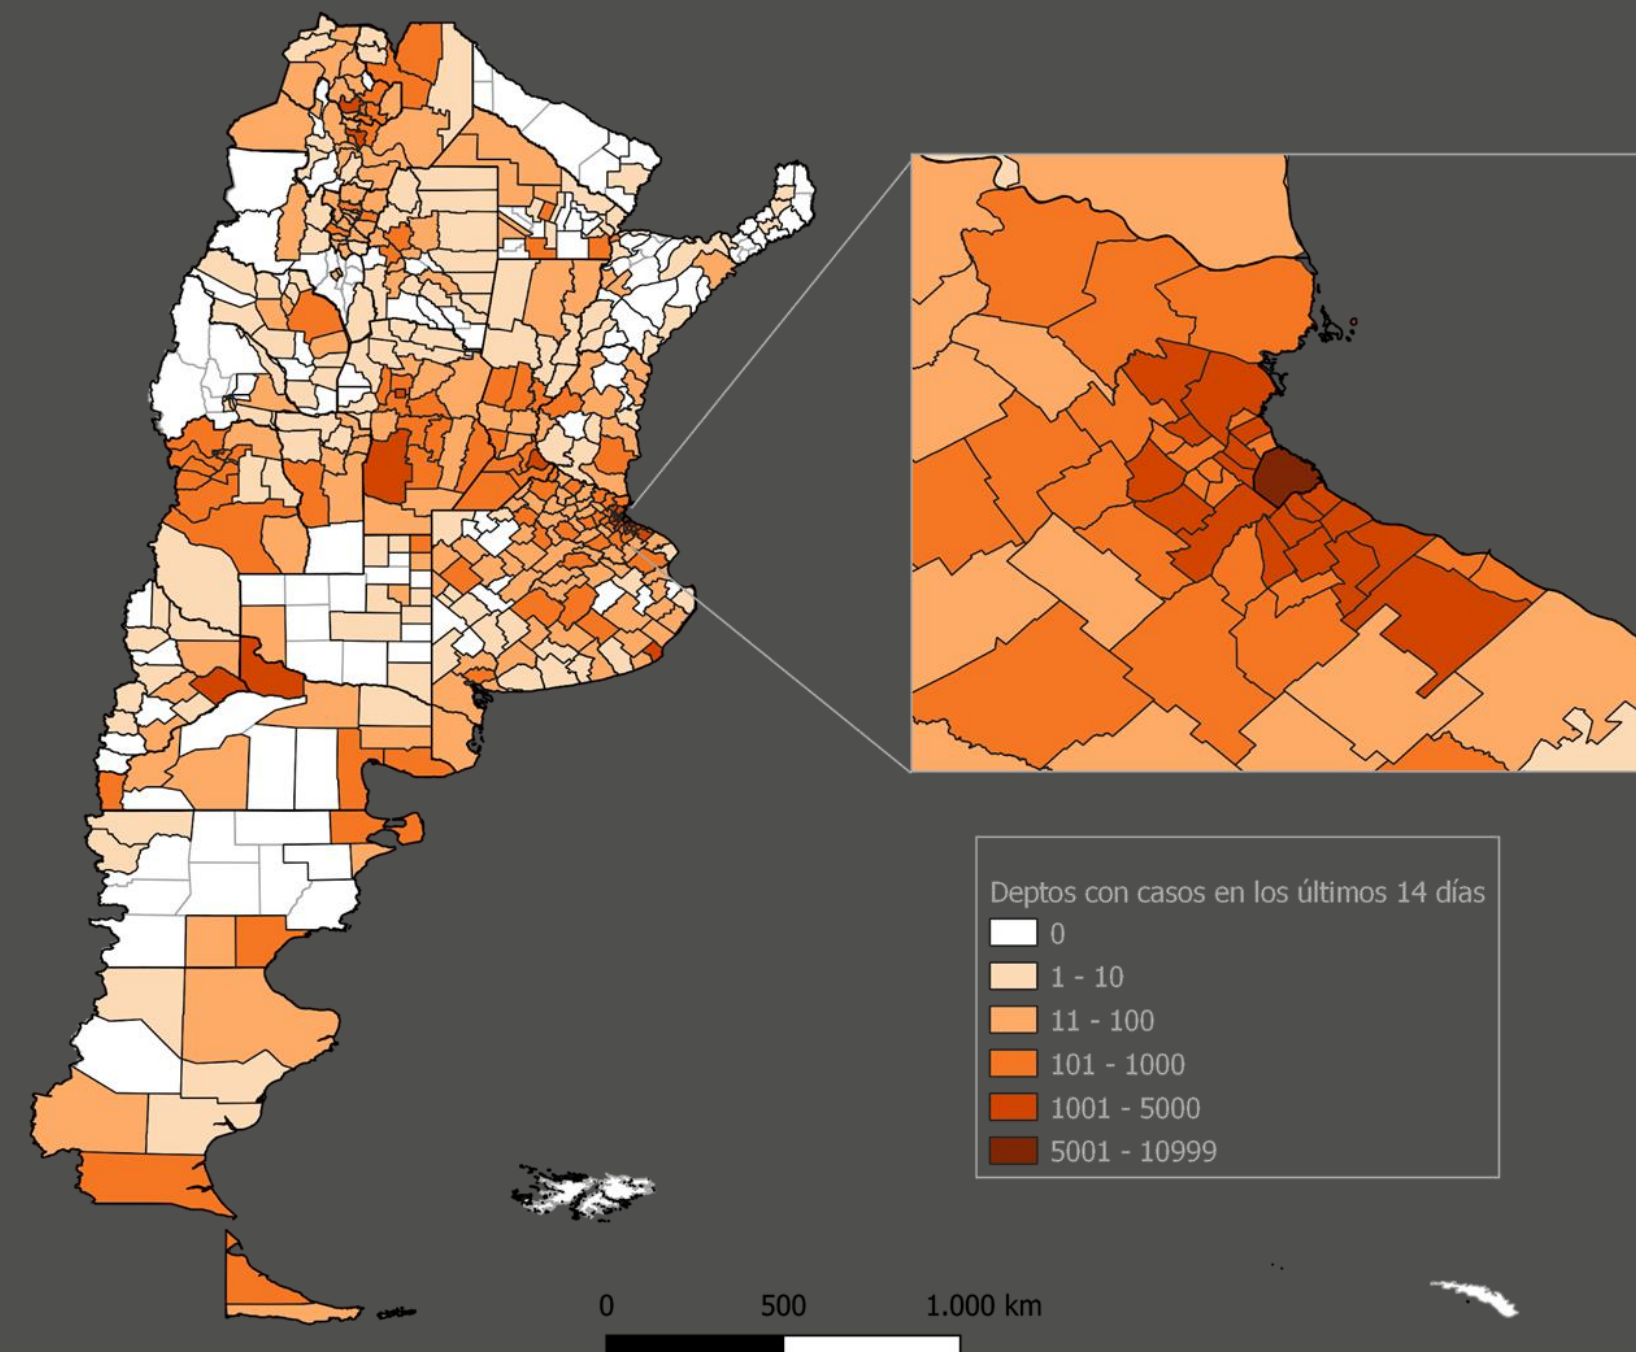 Deptos con casos en los últimos 14 días
0
1 - 10
11 - 100
101 - 1000
1001 - 5000
5001 - 10999
0 500 1.000 km